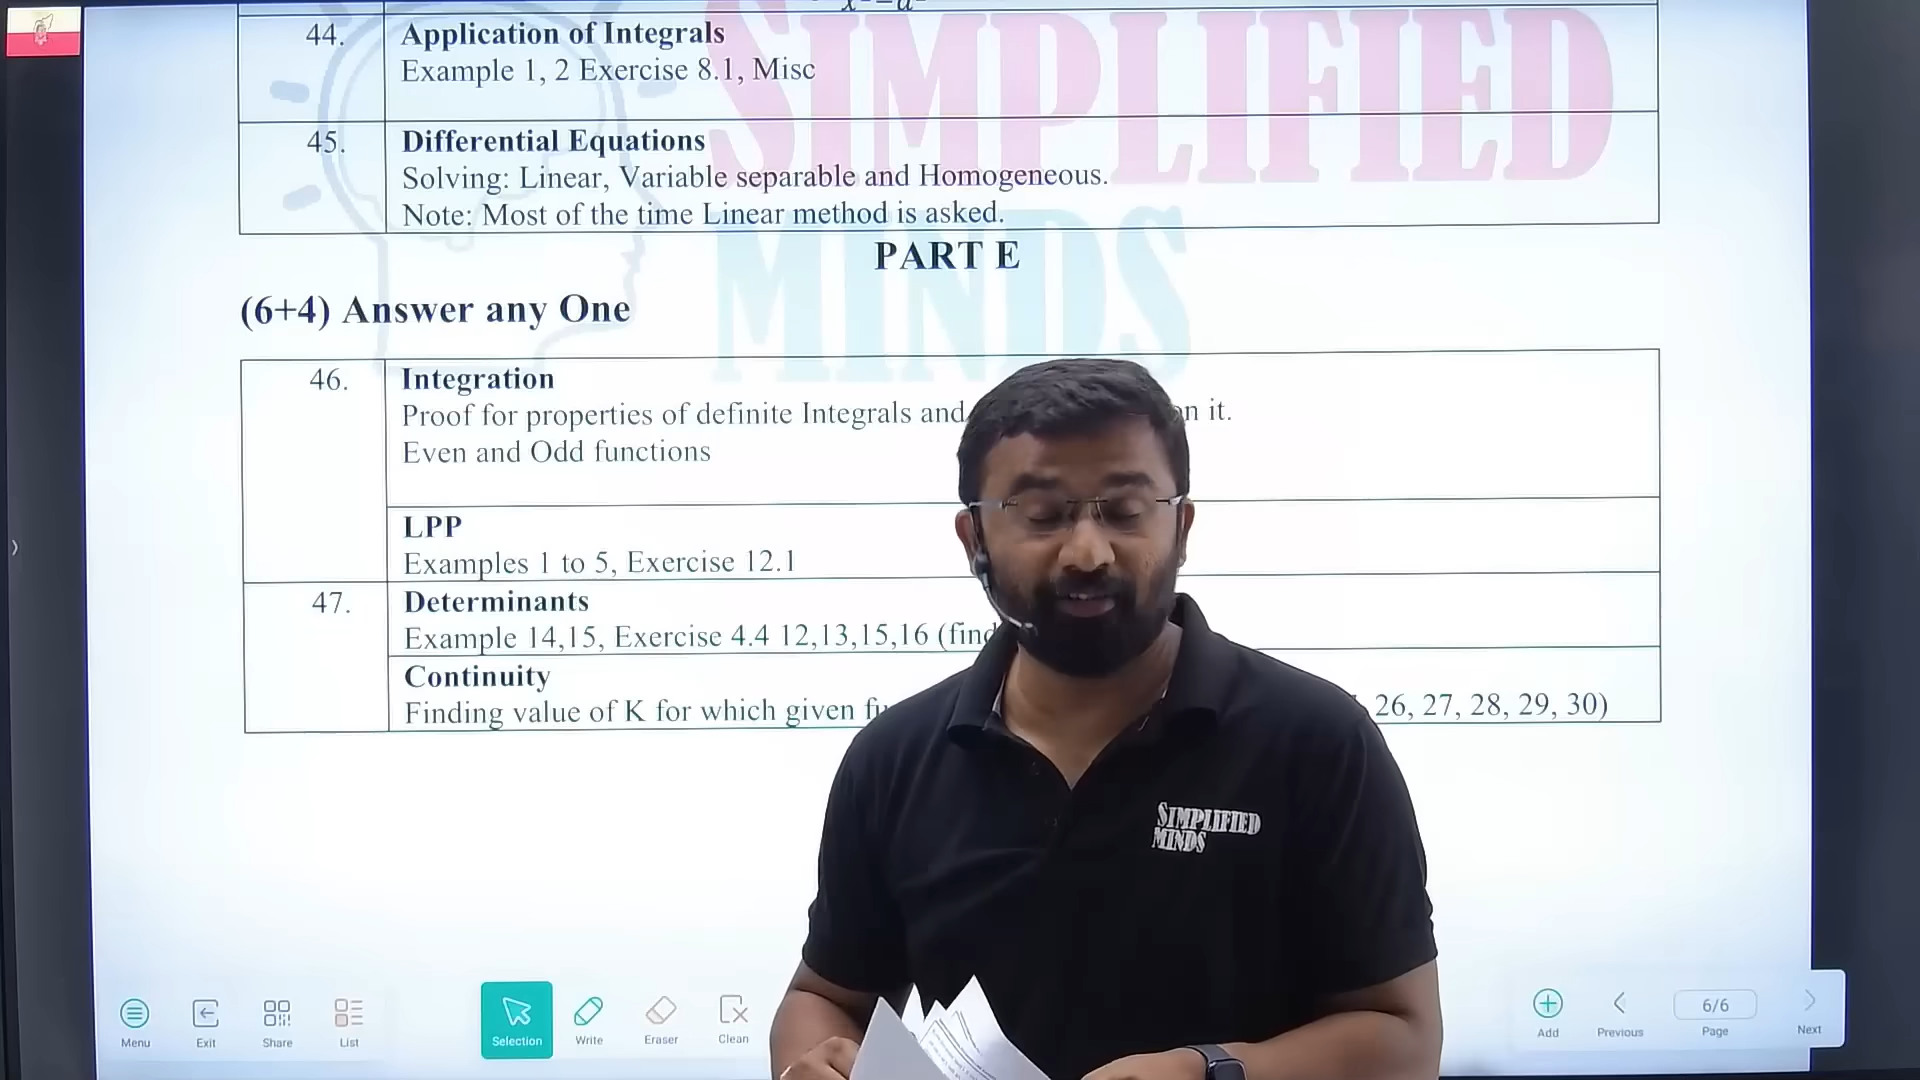 44.
Application of Integrals
Example 1, 2 Exercise 8.1, Misc
45.
Differential Equations
Solving: Linear, Variable separable and Homogeneous.
Note: Most of the time Linear method is asked.
PART E
(6+4) Answer any One
46.
Integration
Proof for properties of definite Integrals and on it.
Even and Odd functions
LPP
Examples 1 to 5, Exercise 12.1
47.
Determinants
Example 14,15, Exercise 4.4 12,13,15,16 (find
Continuity
Finding value of K for which given 26, 27, 28, 29, 30)
SIMPLIFIED
MINDS
SIMPLIFIED
MINDS
Menu
Exit
Share
List
Selection
Write
Eraser
Clean
Add
Previous
6/6
Page
Next